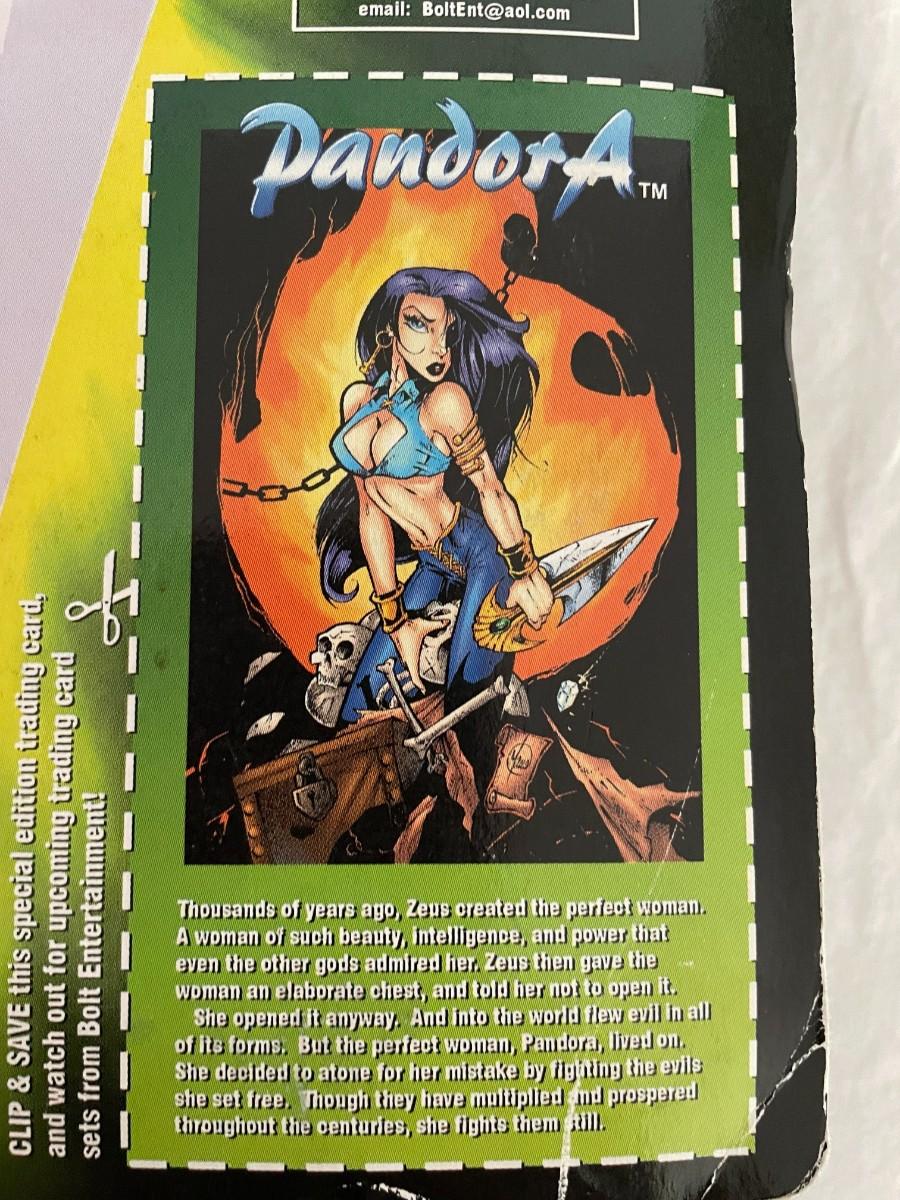 email: BoltEnt@aol.com
PandorA™
Thousands of years ago, Zeus created the perfect woman.
A woman of such beauty, intelligence, and power that
even the other gods admired her. Zeus then gave the
woman an elaborate chest, and told her not to open it.
She opened it anyway. And into the world flew evil in all
of its forms. But the perfect woman, Pandora, lived on.
She decided to atone for her mistake by fighting the evils
she set free. Though they have multiplied and prospered
throughout the centuries, she fights them still.
CLIP & SAVE this special edition trading card,
and watch out for upcoming trading card
sets from Bolt Entertainment!